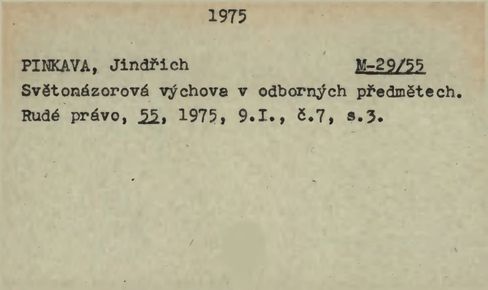 1975
PINKAVA, Jindřich M-29/55
Světonázorová výchova v odborných předmětech.
Rudé právo, 55, 1975, 9.I., č.7, s.3.